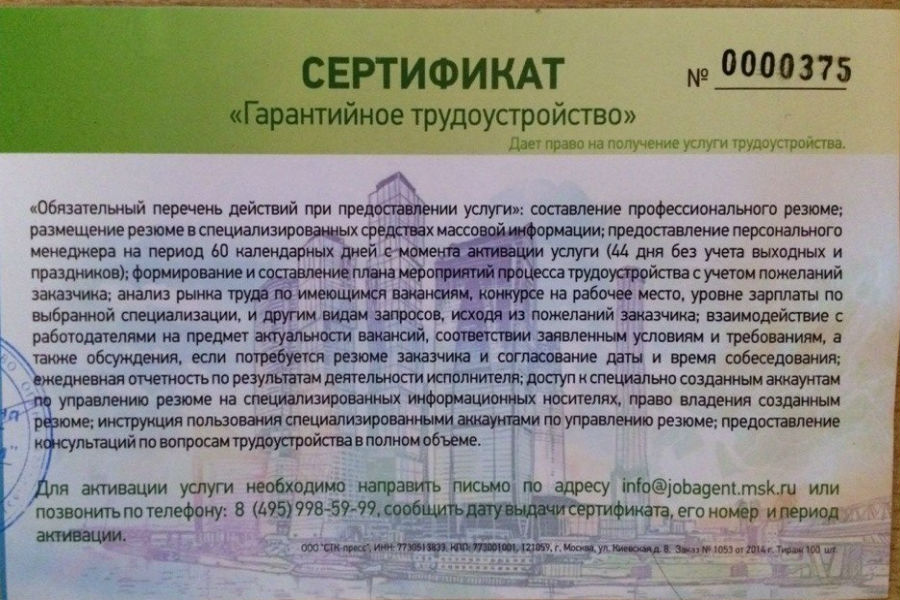 СЕРТИФИКАТ
№ 0000375
«Гарантийное трудоустройство»
Дает право на получение услуги трудоустройства.
«Обязательный перечень действий при предоставлении услуги»: составление профессионального резюме;
размещение резюме в специализированных средствах массовой информации; предоставление персонального
менеджера на период 60 календарных дней с момента активации услуги (44 дня без учета выходных и
праздников); формирование и составление плана мероприятий процесса трудоустройства с учетом пожеланий
заказчика; анализ рынка труда по имеющимся вакансиям, конкурсе на рабочее место, уровне зарплаты по
выбранной специализации, и другим видам запросов, исходя из пожеланий заказчика; взаимодействие с
работодателями на предмет актуальности вакансий, соответствии заявленным условиям и требованиям, а
также обсуждения, если потребуется резюме заказчика и согласование даты и время собеседования;
ежедневная отчетность по результатам деятельности исполнителя; доступ к специально созданным аккаунтам
по управлению резюме на специализированных информационных носителях, право владения созданным
резюме; инструкция пользования специализированными аккаунтами по управлению резюме; предоставление
консультаций по вопросам трудоустройства в полном объеме.
Для активации услуги необходимо направить письмо по адресу info@jobagent.msk.ru или
позвонить по телефону: 8 (495) 998-59-99, сообщить дату выдачи сертификата, его номер и период
активации.
ООО "СТК-пресс", ИНН: 7730513833, КПП: 773001001, 121059, г. Москва, ул. Киевская д. 8. Заказ № 1053 от 2014 г. Тираж 100 шт.